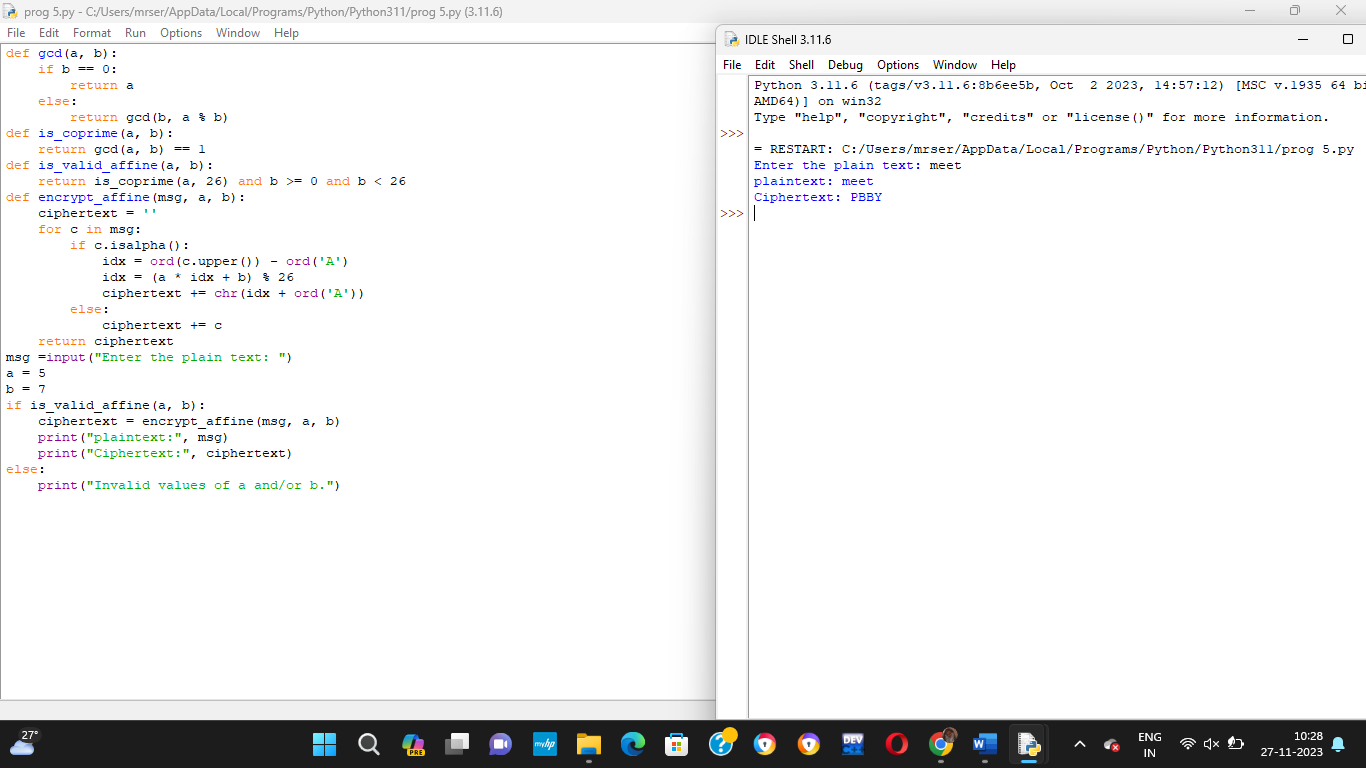 prog 5.py - C:/Users/mrser/AppData/Local/Programs/Python/Python311/prog 5.py (3.11.6)
File Edit Format Run Options Window Help
def gcd(a, b):
    if b == 0:
        return a
    else:
        return gcd(b, a % b)
def is_coprime(a, b):
    return gcd(a, b) == 1
def is_valid_affine(a, b):
    return is_coprime(a, 26) and b >= 0 and b < 26
def encrypt_affine(msg, a, b):
    ciphertext = ''
    for c in msg:
        if c.isalpha():
            idx = ord(c.upper()) - ord('A')
            idx = (a * idx + b) % 26
            ciphertext += chr(idx + ord('A'))
        else:
            ciphertext += c
    return ciphertext
msg =input("Enter the plain text: ")
a = 5
b = 7
if is_valid_affine(a, b):
    ciphertext = encrypt_affine(msg, a, b)
    print("plaintext:", msg)
    print("Ciphertext:", ciphertext)
else:
    print("Invalid values of a and/or b.")
IDLE Shell 3.11.6
File Edit Shell Debug Options Window Help
Python 3.11.6 (tags/v3.11.6:8b6ee5b, Oct  2 2023, 14:57:12) [MSC v.1935 64 bi
AMD64)] on win32
Type "help", "copyright", "credits" or "license()" for more information.
>>>
= RESTART: C:/Users/mrser/AppData/Local/Programs/Python/Python311/prog 5.py
Enter the plain text: meet
plaintext: meet
Ciphertext: PBBY
>>>
27°
PRE
myhp
DEV
W
ENG
IN
10:28
27-11-2023